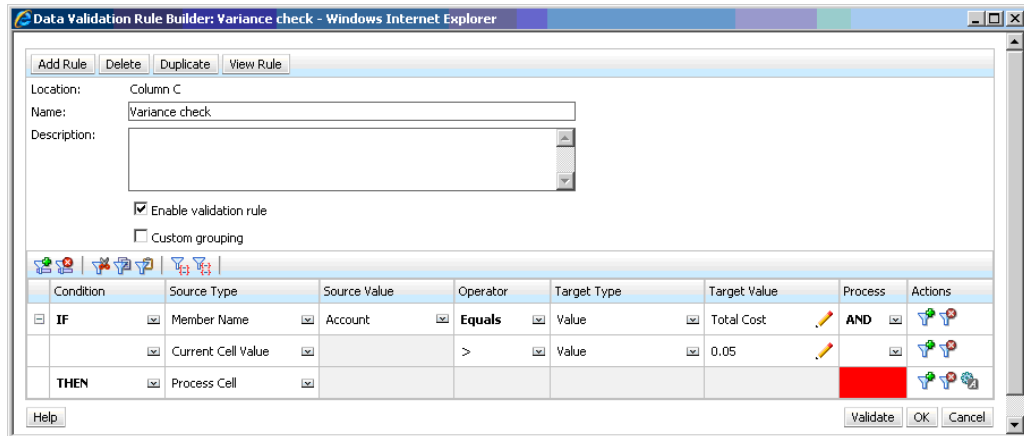 Data Validation Rule Builder: Variance check - Windows Internet Explorer
Add Rule Delete Duplicate View Rule
Location: Column C
Name: Variance check
Description:
Enable validation rule
Custom grouping
Condition Source Type Source Value Operator Target Type Target Value Process Actions
IF Member Name Account Equals Value Total Cost AND
Current Cell Value > Value 0.05
THEN Process Cell
Help Validate OK Cancel